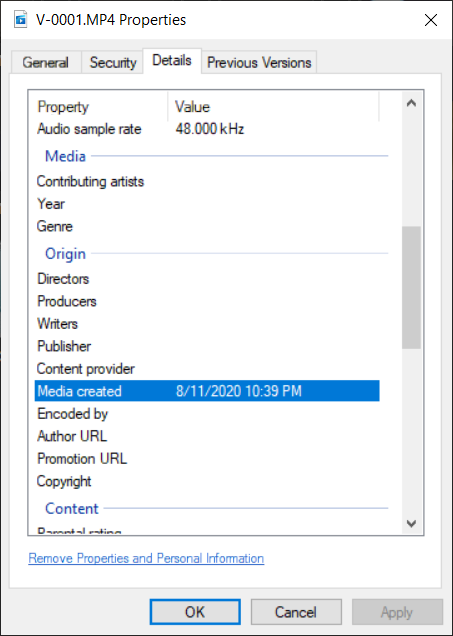 V-0001.MP4 Properties
General Security Details Previous Versions
Property Value
Audio sample rate 48.000 kHz
Media
Contributing artists
Year
Genre
Origin
Directors
Producers
Writers
Publisher
Content provider
Media created 8/11/2020 10:39 PM
Encoded by
Author URL
Promotion URL
Copyright
Content
Parental rating
Remove Properties and Personal Information
OK Cancel Apply